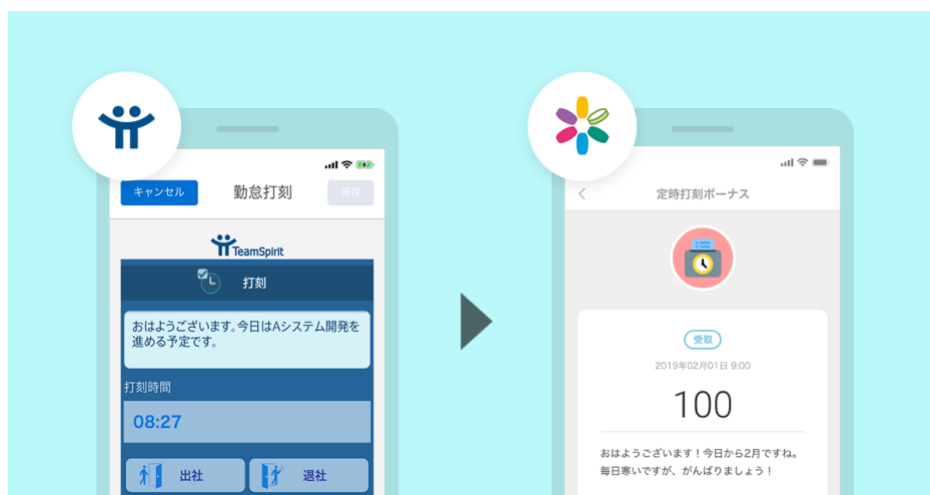 キャンセル
勤怠打刻
保存
TeamSpirit
打刻
おはようございます。今日はAシステム開発を
進める予定です。
打刻時間
08:27
出社
退社
定時打刻ボーナス
受取
2019年02月01日 9:00
100
おはようございます！今日から2月ですね。
毎日寒いですが、がんばりましょう！